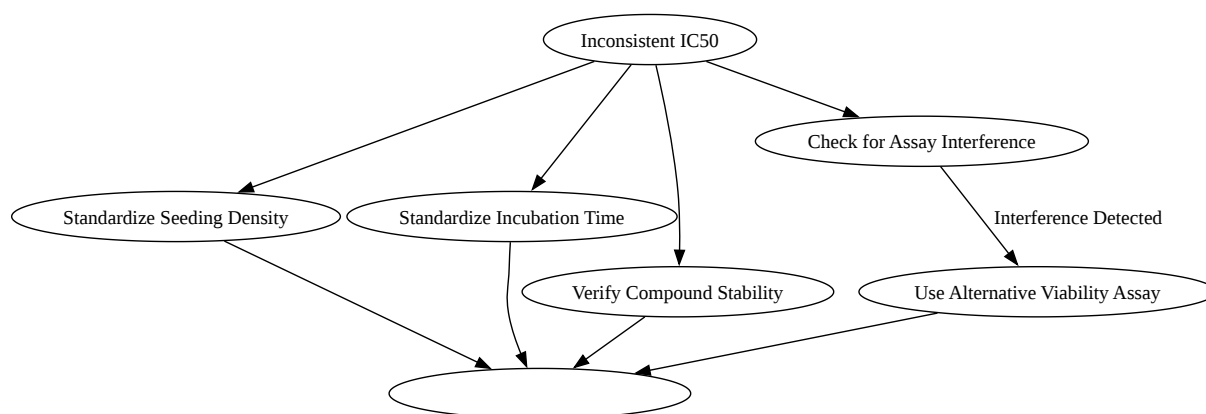 Inconsistent IC50
Check for Assay Interference
Standardize Seeding Density
Standardize Incubation Time
Interference Detected
Verify Compound Stability
Use Alternative Viability Assay